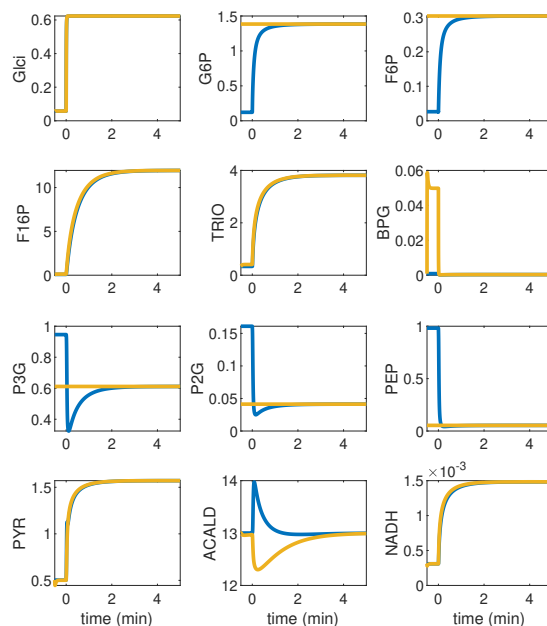 Glci
0.6
0.4
0.2
0
0 2 4
G6P
1.5
1
0.5
0
0 2 4
F6P
0.3
0.2
0.1
0
0 2 4
F16P
10
5
0
0 2 4
TRIO
4
2
0
0 2 4
BPG
0.06
0.04
0.02
0
0 2 4
P3G
1
0.8
0.6
0.4
0 2 4
P2G
0.15
0.1
0.05
0
0 2 4
PEP
1
0.5
0
0 2 4
PYR
1.5
1
0.5
0 2 4
time (min)
ACALD
14
13
12
0 2 4
time (min)
NADH
×10⁻³
1.5
1
0.5
0
0 2 4
time (min)